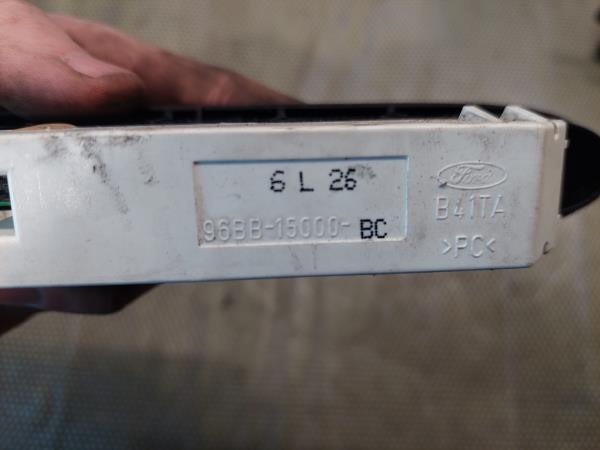 6 L 26
96BB-15000- BC
Ford
B41TA
>PC<